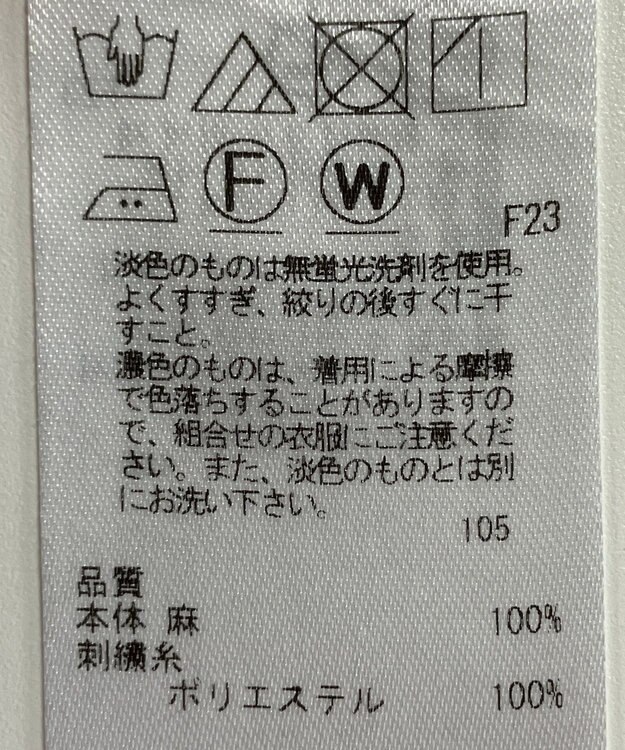 F W
F23
淡色のものは無蛍光洗剤を使用。
よくすすぎ、絞りの後すぐに干
すこと。
濃色のものは、着用による摩擦
で色落ちすることがありますの
で、組合せの衣服にご注意くだ
さい。また、淡色のものとは別
にお洗い下さい。
105
品質
本体 麻 100%
刺繍糸
ポリエステル 100%